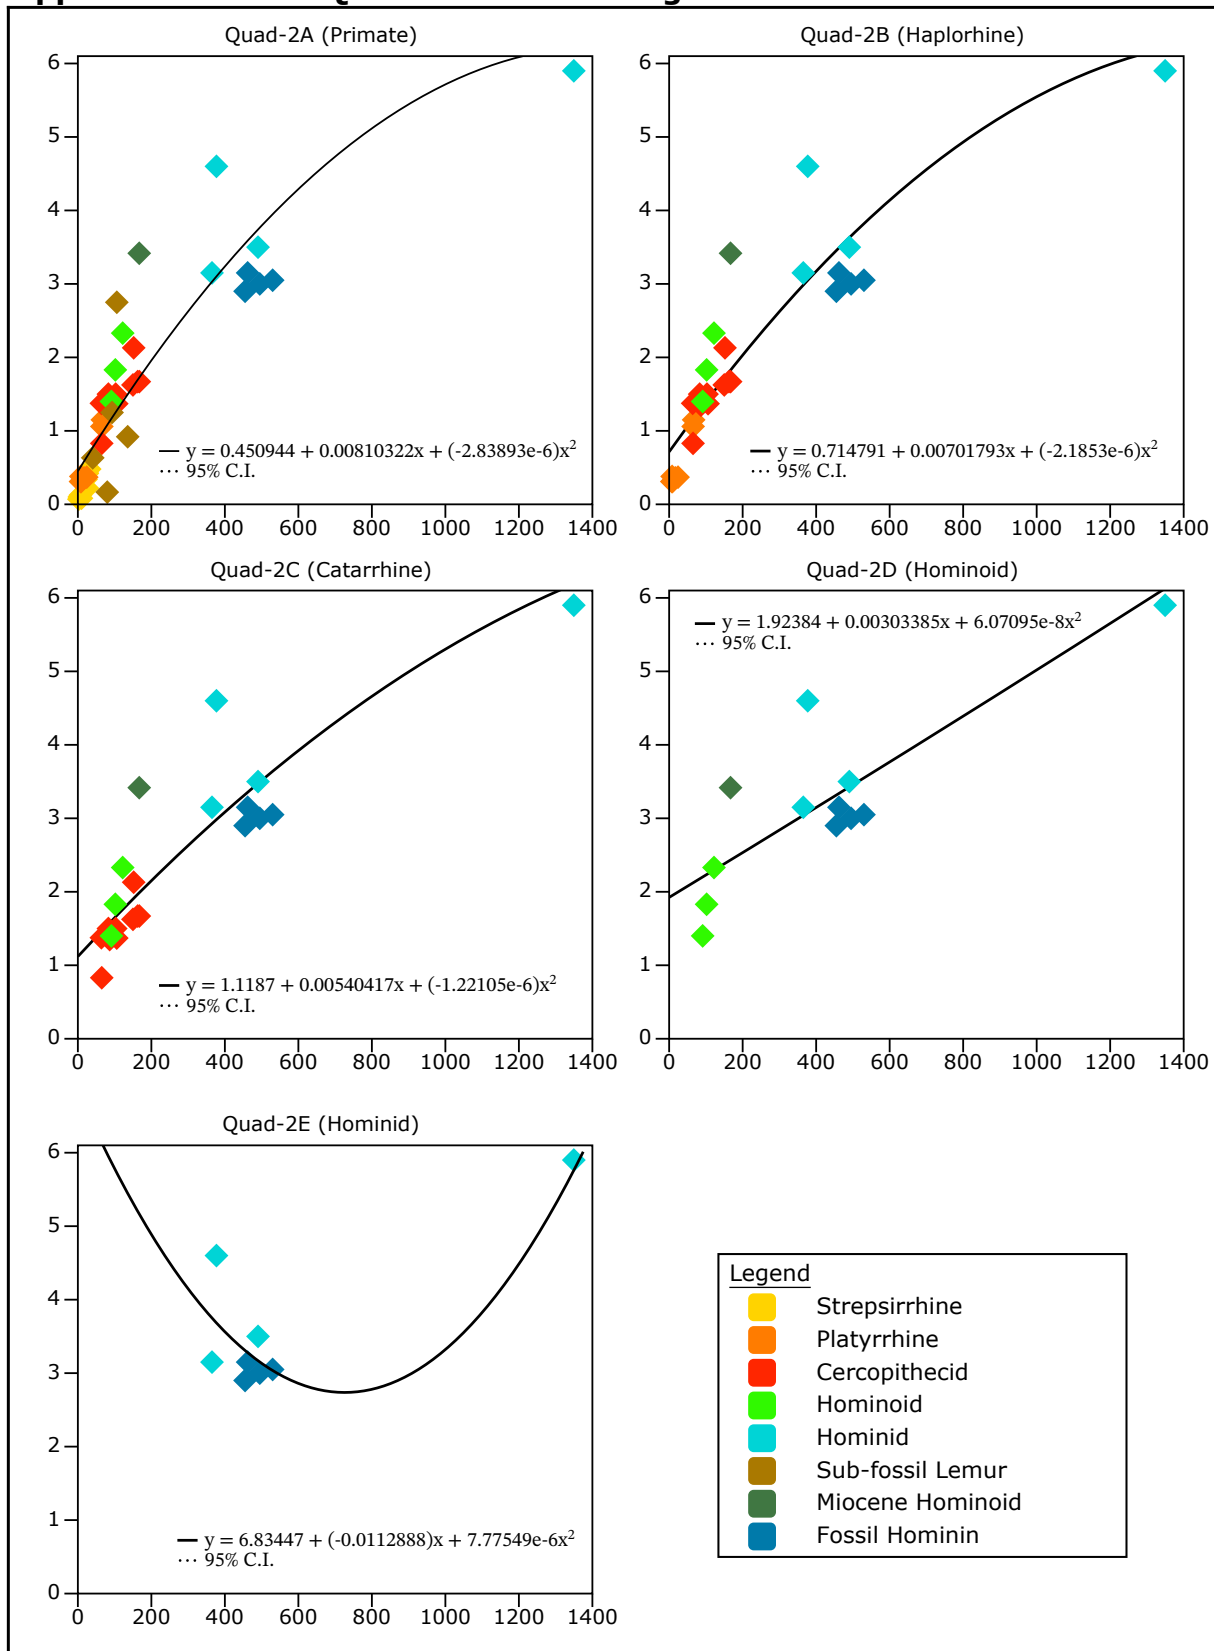 Quad-2A (Primate)
6
5
4
3
2
1
0
y = 0.450944 + 0.00810322x + (-2.83893e-6)x²
95% C.I.
0 200 400 600 800 1000 1200 1400
Quad-2B (Haplorhine)
6
5
4
3
2
1
0
y = 0.714791 + 0.00701793x + (-2.1853e-6)x²
95% C.I.
0 200 400 600 800 1000 1200 1400
Quad-2C (Catarrhine)
6
5
4
3
2
1
0
y = 1.1187 + 0.00540417x + (-1.22105e-6)x²
95% C.I.
0 200 400 600 800 1000 1200 1400
Quad-2D (Hominoid)
6
5
4
3
2
1
0
y = 1.92384 + 0.00303385x + 6.07095e-8x²
95% C.I.
0 200 400 600 800 1000 1200 1400
Quad-2E (Hominid)
6
5
4
3
2
1
0
y = 6.83447 + (-0.0112888)x + 7.77549e-6x²
95% C.I.
0 200 400 600 800 1000 1200 1400
Legend
Strepsirrhine
Platyrrhine
Cercopithecid
Hominoid
Hominid
Sub-fossil Lemur
Miocene Hominoid
Fossil Hominin